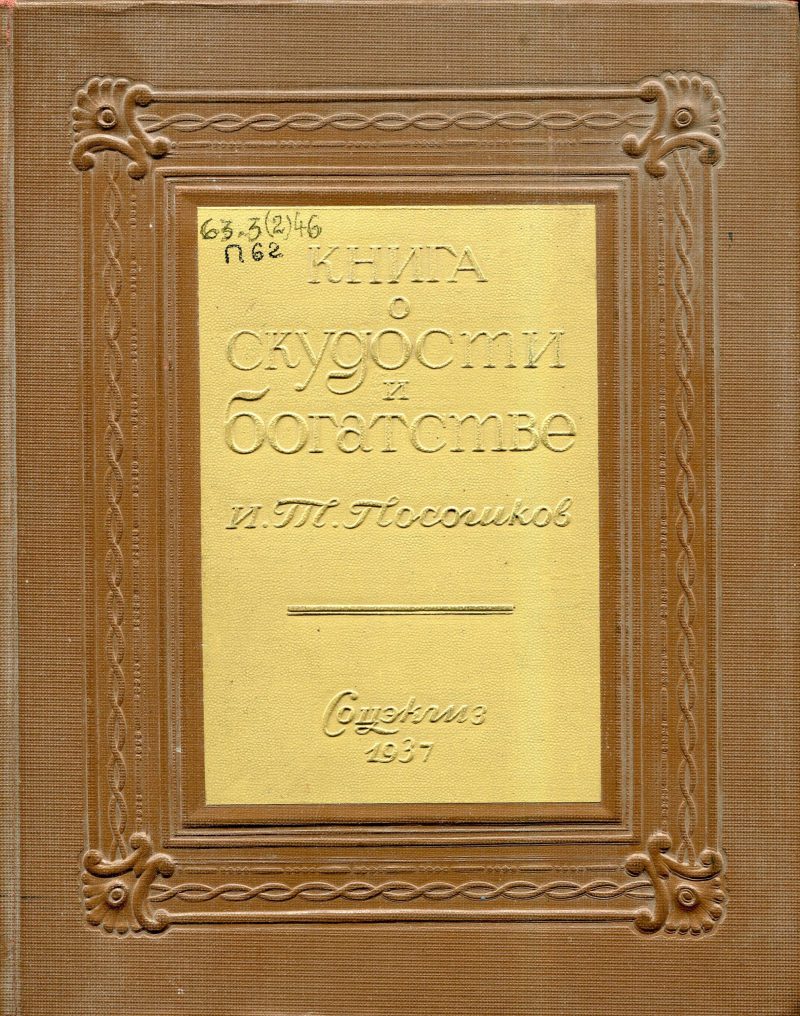 63.3(2)46
П62
КНИГА
о
скудости
и
богатстве
И. Т. Посошков
Соцэкгиз
1937